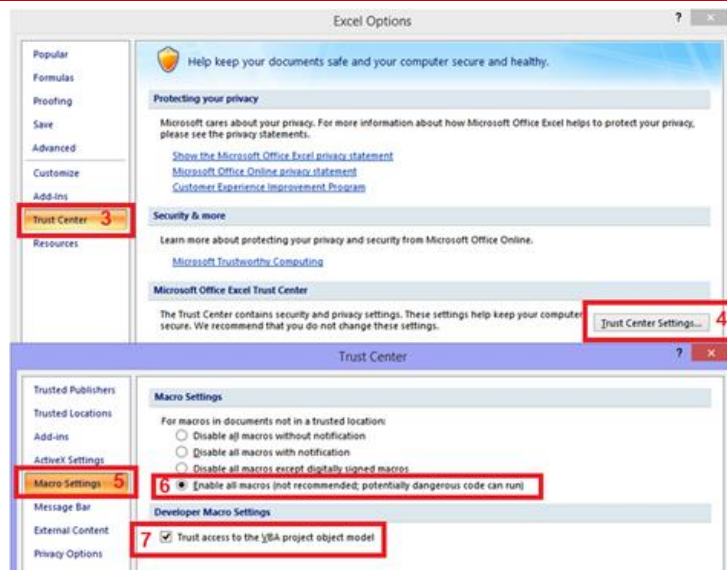 Excel Options
?
Popular
Formulas
Proofing
Save
Advanced
Customize
Add-Ins
Trust Center 3
Resources
Help keep your documents safe and your computer secure and healthy.
Protecting your privacy
Microsoft cares about your privacy. For more information about how Microsoft Office Excel helps to protect your privacy,
please see the privacy statements.
Show the Microsoft Office Excel privacy statement
Microsoft Office Online privacy statement
Customer Experience Improvement Program
Security & more
Learn more about protecting your privacy and security from Microsoft Office Online.
Microsoft Trustworthy Computing
Microsoft Office Excel Trust Center
The Trust Center contains security and privacy settings. These settings help keep your computer
secure. We recommend that you do not change these settings.
Trust Center Settings... 4
Trust Center
?
Trusted Publishers
Trusted Locations
Add-ins
ActiveX Settings
Macro Settings 5
Message Bar
External Content
Privacy Options
Macro Settings
For macros in documents not in a trusted location:
Disable all macros without notification
Disable all macros with notification
Disable all macros except digitally signed macros
6 Enable all macros (not recommended; potentially dangerous code can run)
Developer Macro Settings
7 Trust access to the VBA project object model